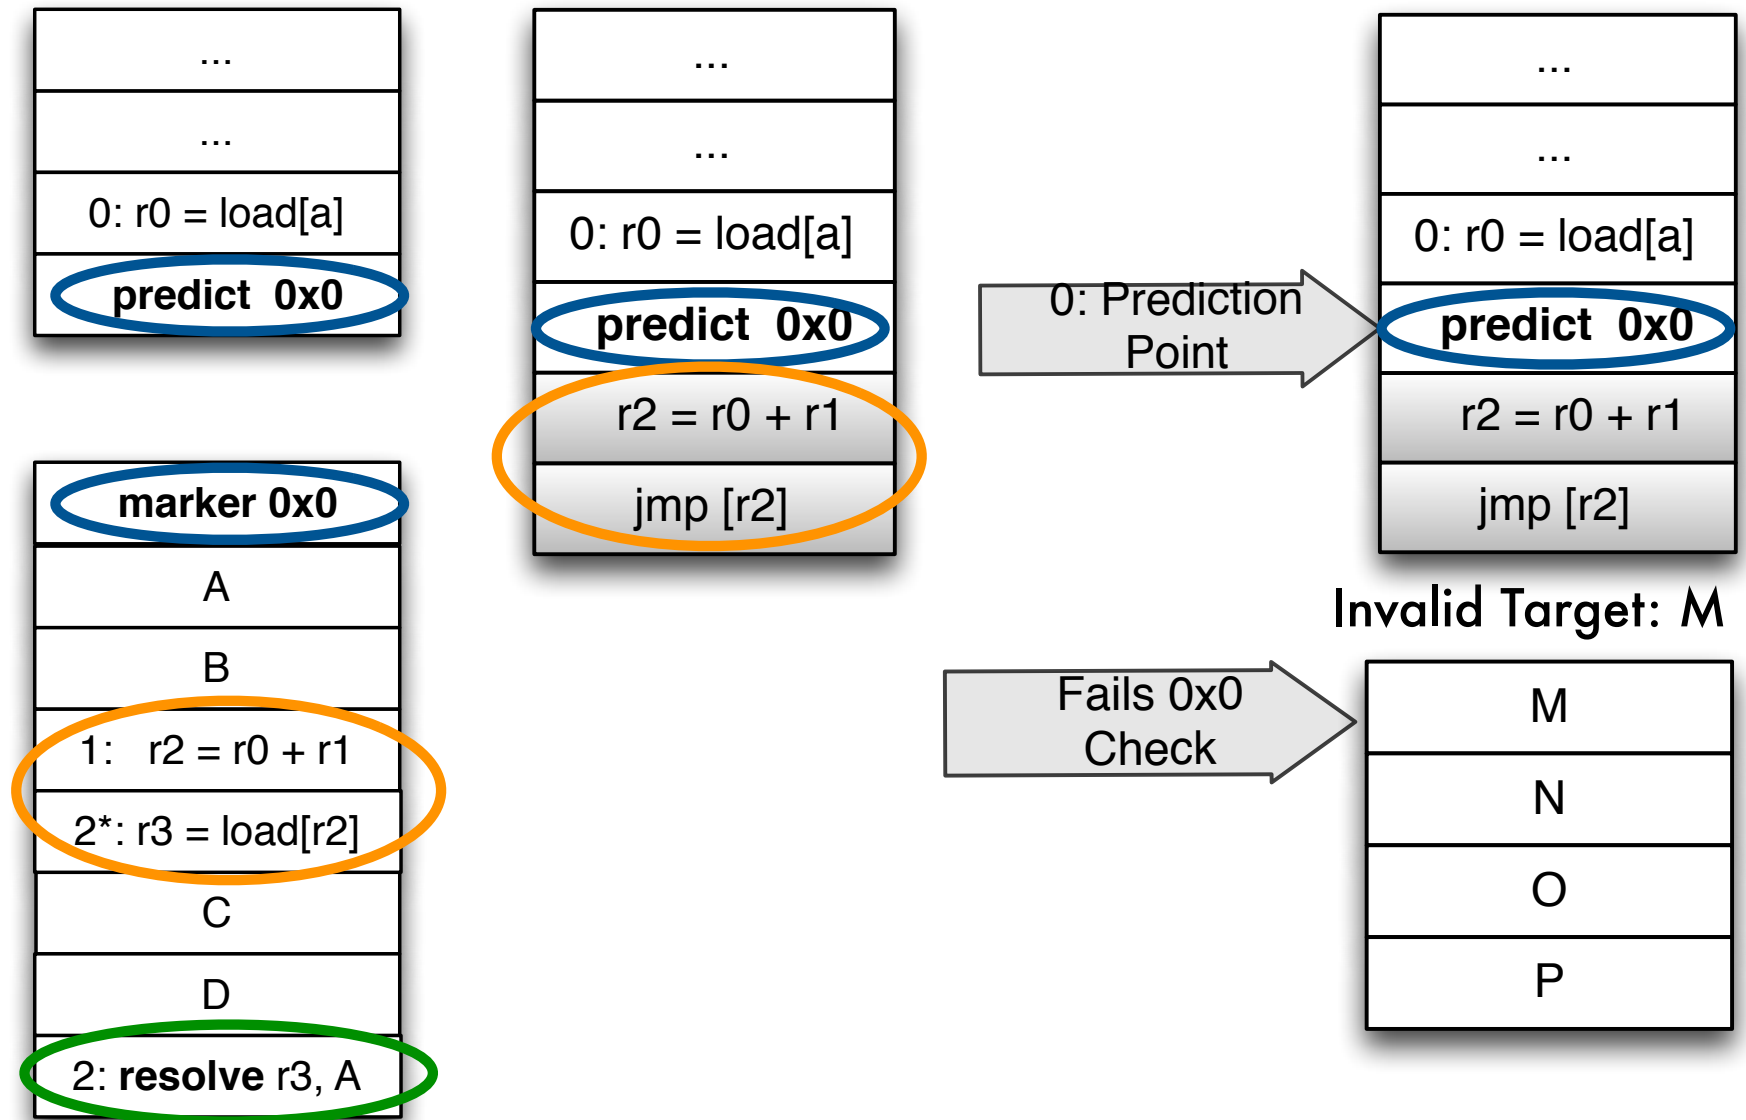 ...
...
0: r0 = load[a]
predict 0x0
marker 0x0
A
B
1: r2 = r0 + r1
2*: r3 = load[r2]
C
D
2: resolve r3, A
...
...
0: r0 = load[a]
predict 0x0
r2 = r0 + r1
jmp [r2]
0: Prediction
Point
...
...
0: r0 = load[a]
predict 0x0
r2 = r0 + r1
jmp [r2]
Invalid Target: M
Fails 0x0
Check
M
N
O
P